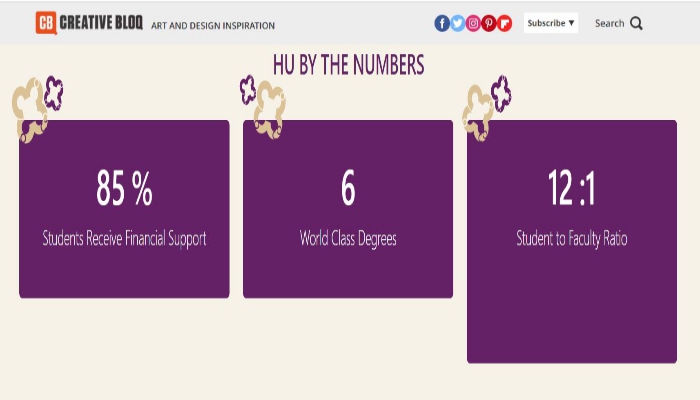 CB CREATIVE BLOQ ART AND DESIGN INSPIRATION Subscribe ▼ Search
HU BY THE NUMBERS
85 %
Students Receive Financial Support
6
World Class Degrees
12 :1
Student to Faculty Ratio